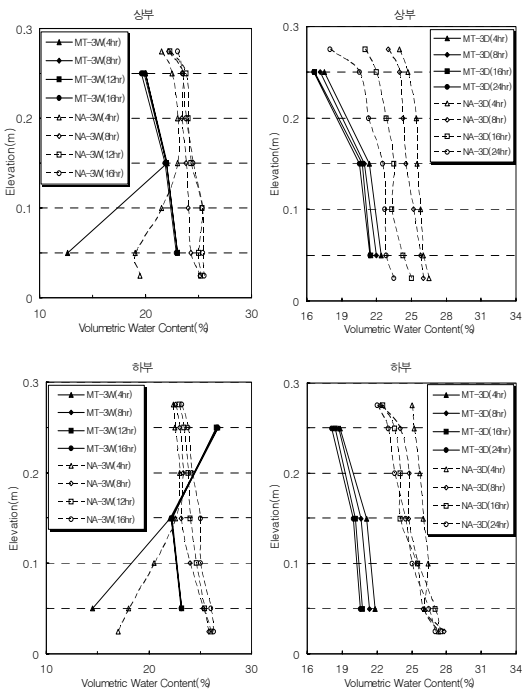 상부
0.3
0.2
0.1
0
Elevation(m)
MT-3W(4hr)
MT-3W(8hr)
MT-3W(12hr)
MT-3W(16hr)
NA-3W(4hr)
NA-3W(8hr)
NA-3W(12hr)
NA-3W(16hr)
10 20 30
Volumetric Water Content(%)
상부
0.3
0.2
0.1
0
Elevation(m)
MT-3D(4hr)
MT-3D(8hr)
MT-3D(16hr)
MT-3D(24hr)
NA-3D(4hr)
NA-3D(8hr)
NA-3D(16hr)
NA-3D(24hr)
16 19 22 25 28 31 34
Volumetric Water Content(%)
하부
0.3
0.2
0.1
0
Elevation(m)
MT-3W(4hr)
MT-3W(8hr)
MT-3W(12hr)
MT-3W(16hr)
NA-3W(4hr)
NA-3W(8hr)
NA-3W(12hr)
NA-3W(16hr)
10 20 30
Volumetric Water Content(%)
하부
0.3
0.2
0.1
0
Elevation(m)
MT-3D(4hr)
MT-3D(8hr)
MT-3D(16hr)
MT-3D(24hr)
NA-3D(4hr)
NA-3D(8hr)
NA-3D(16hr)
NA-3D(24hr)
16 19 22 25 28 31 34
Volumetric Water Content(%)